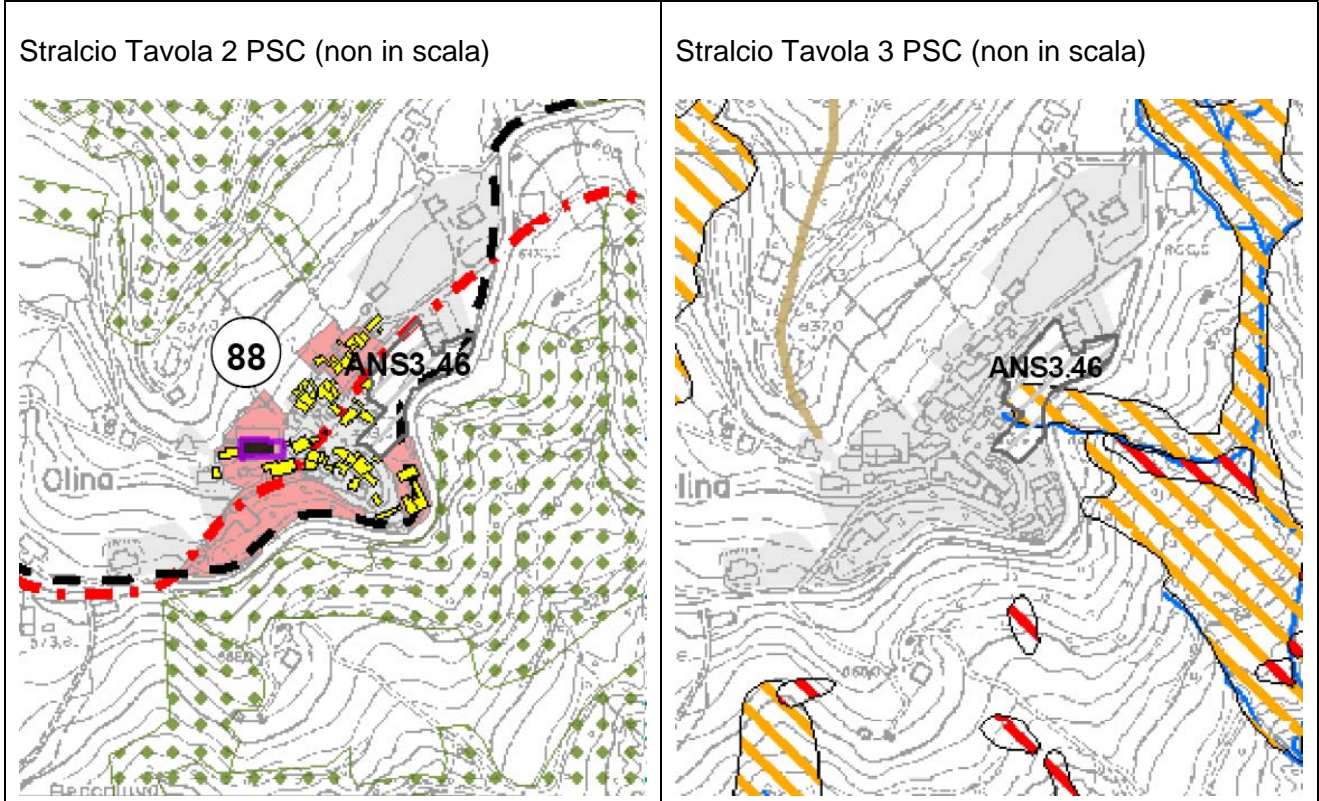 Stralcio Tavola 2 PSC (non in scala)
88
ANS3.46
Olina
Stralcio Tavola 3 PSC (non in scala)
ANS3.46
lina